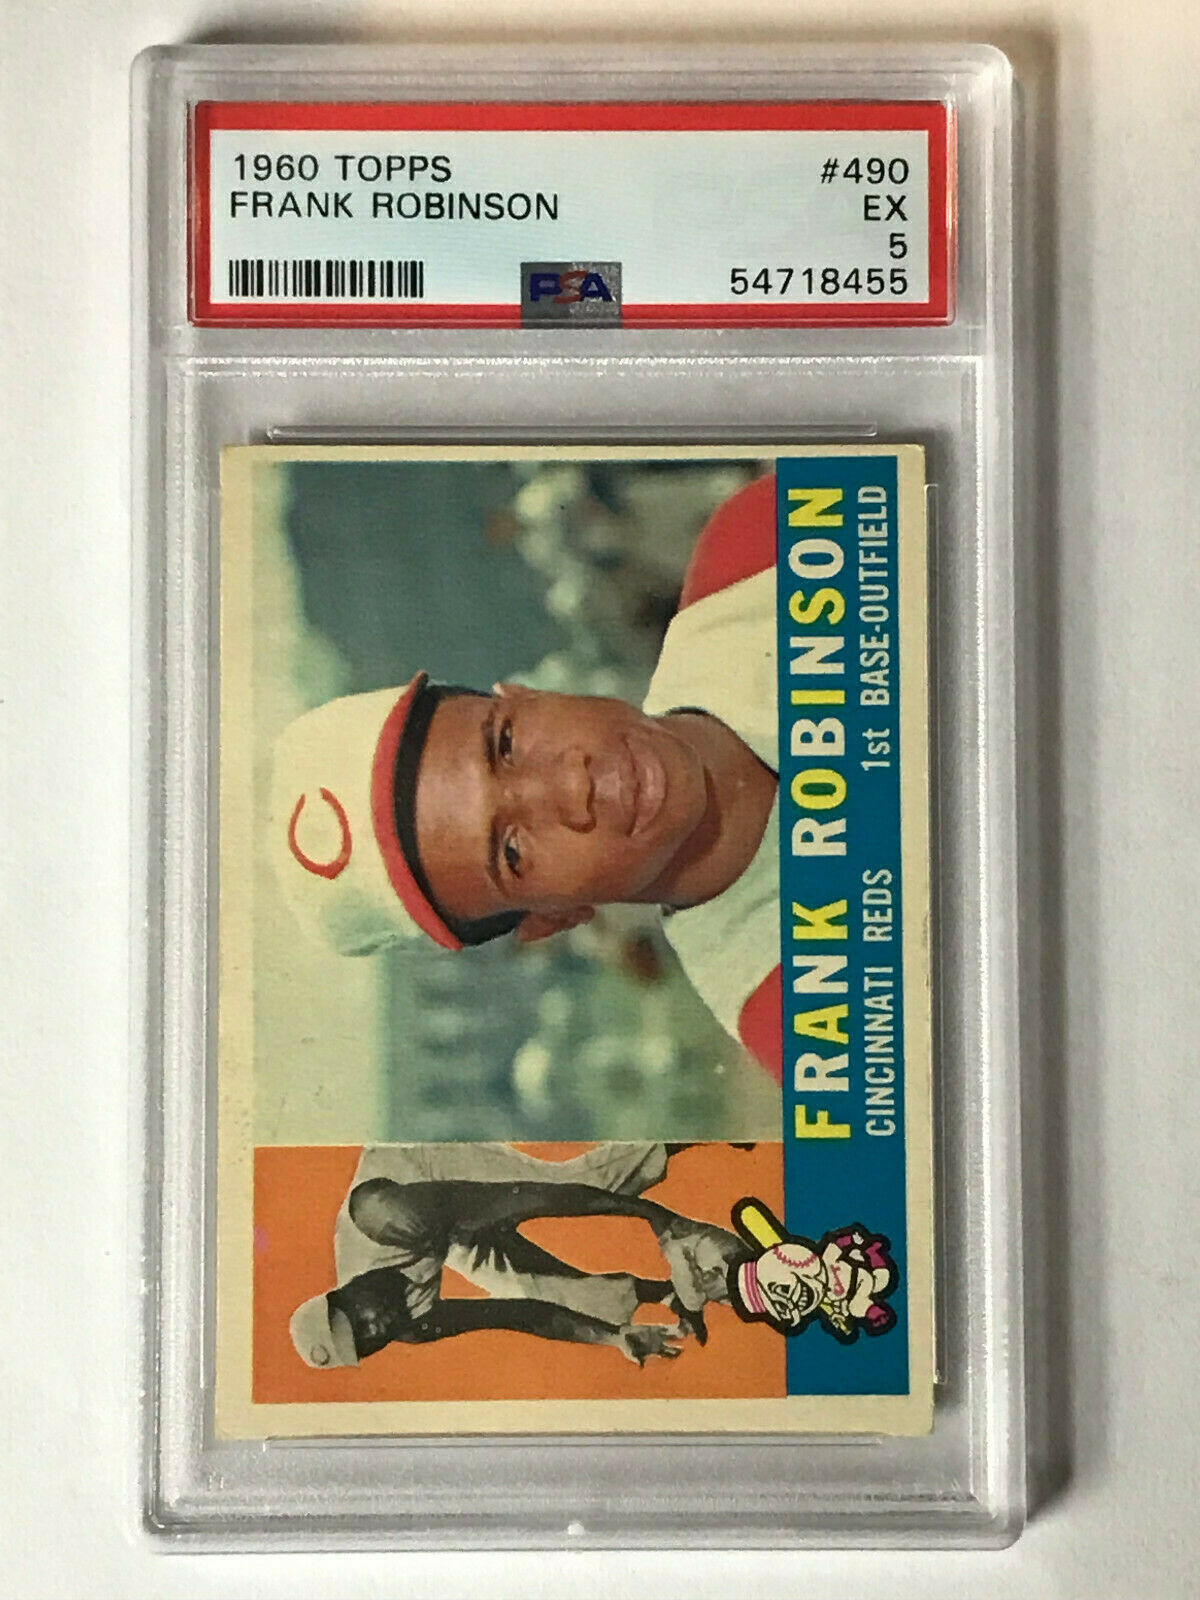 1960 TOPPS
FRANK ROBINSON
#490
EX
5
54718455
PSA
C
FRANK ROBINSON
CINCINNATI REDS 1st BASE-OUTFIELD
C